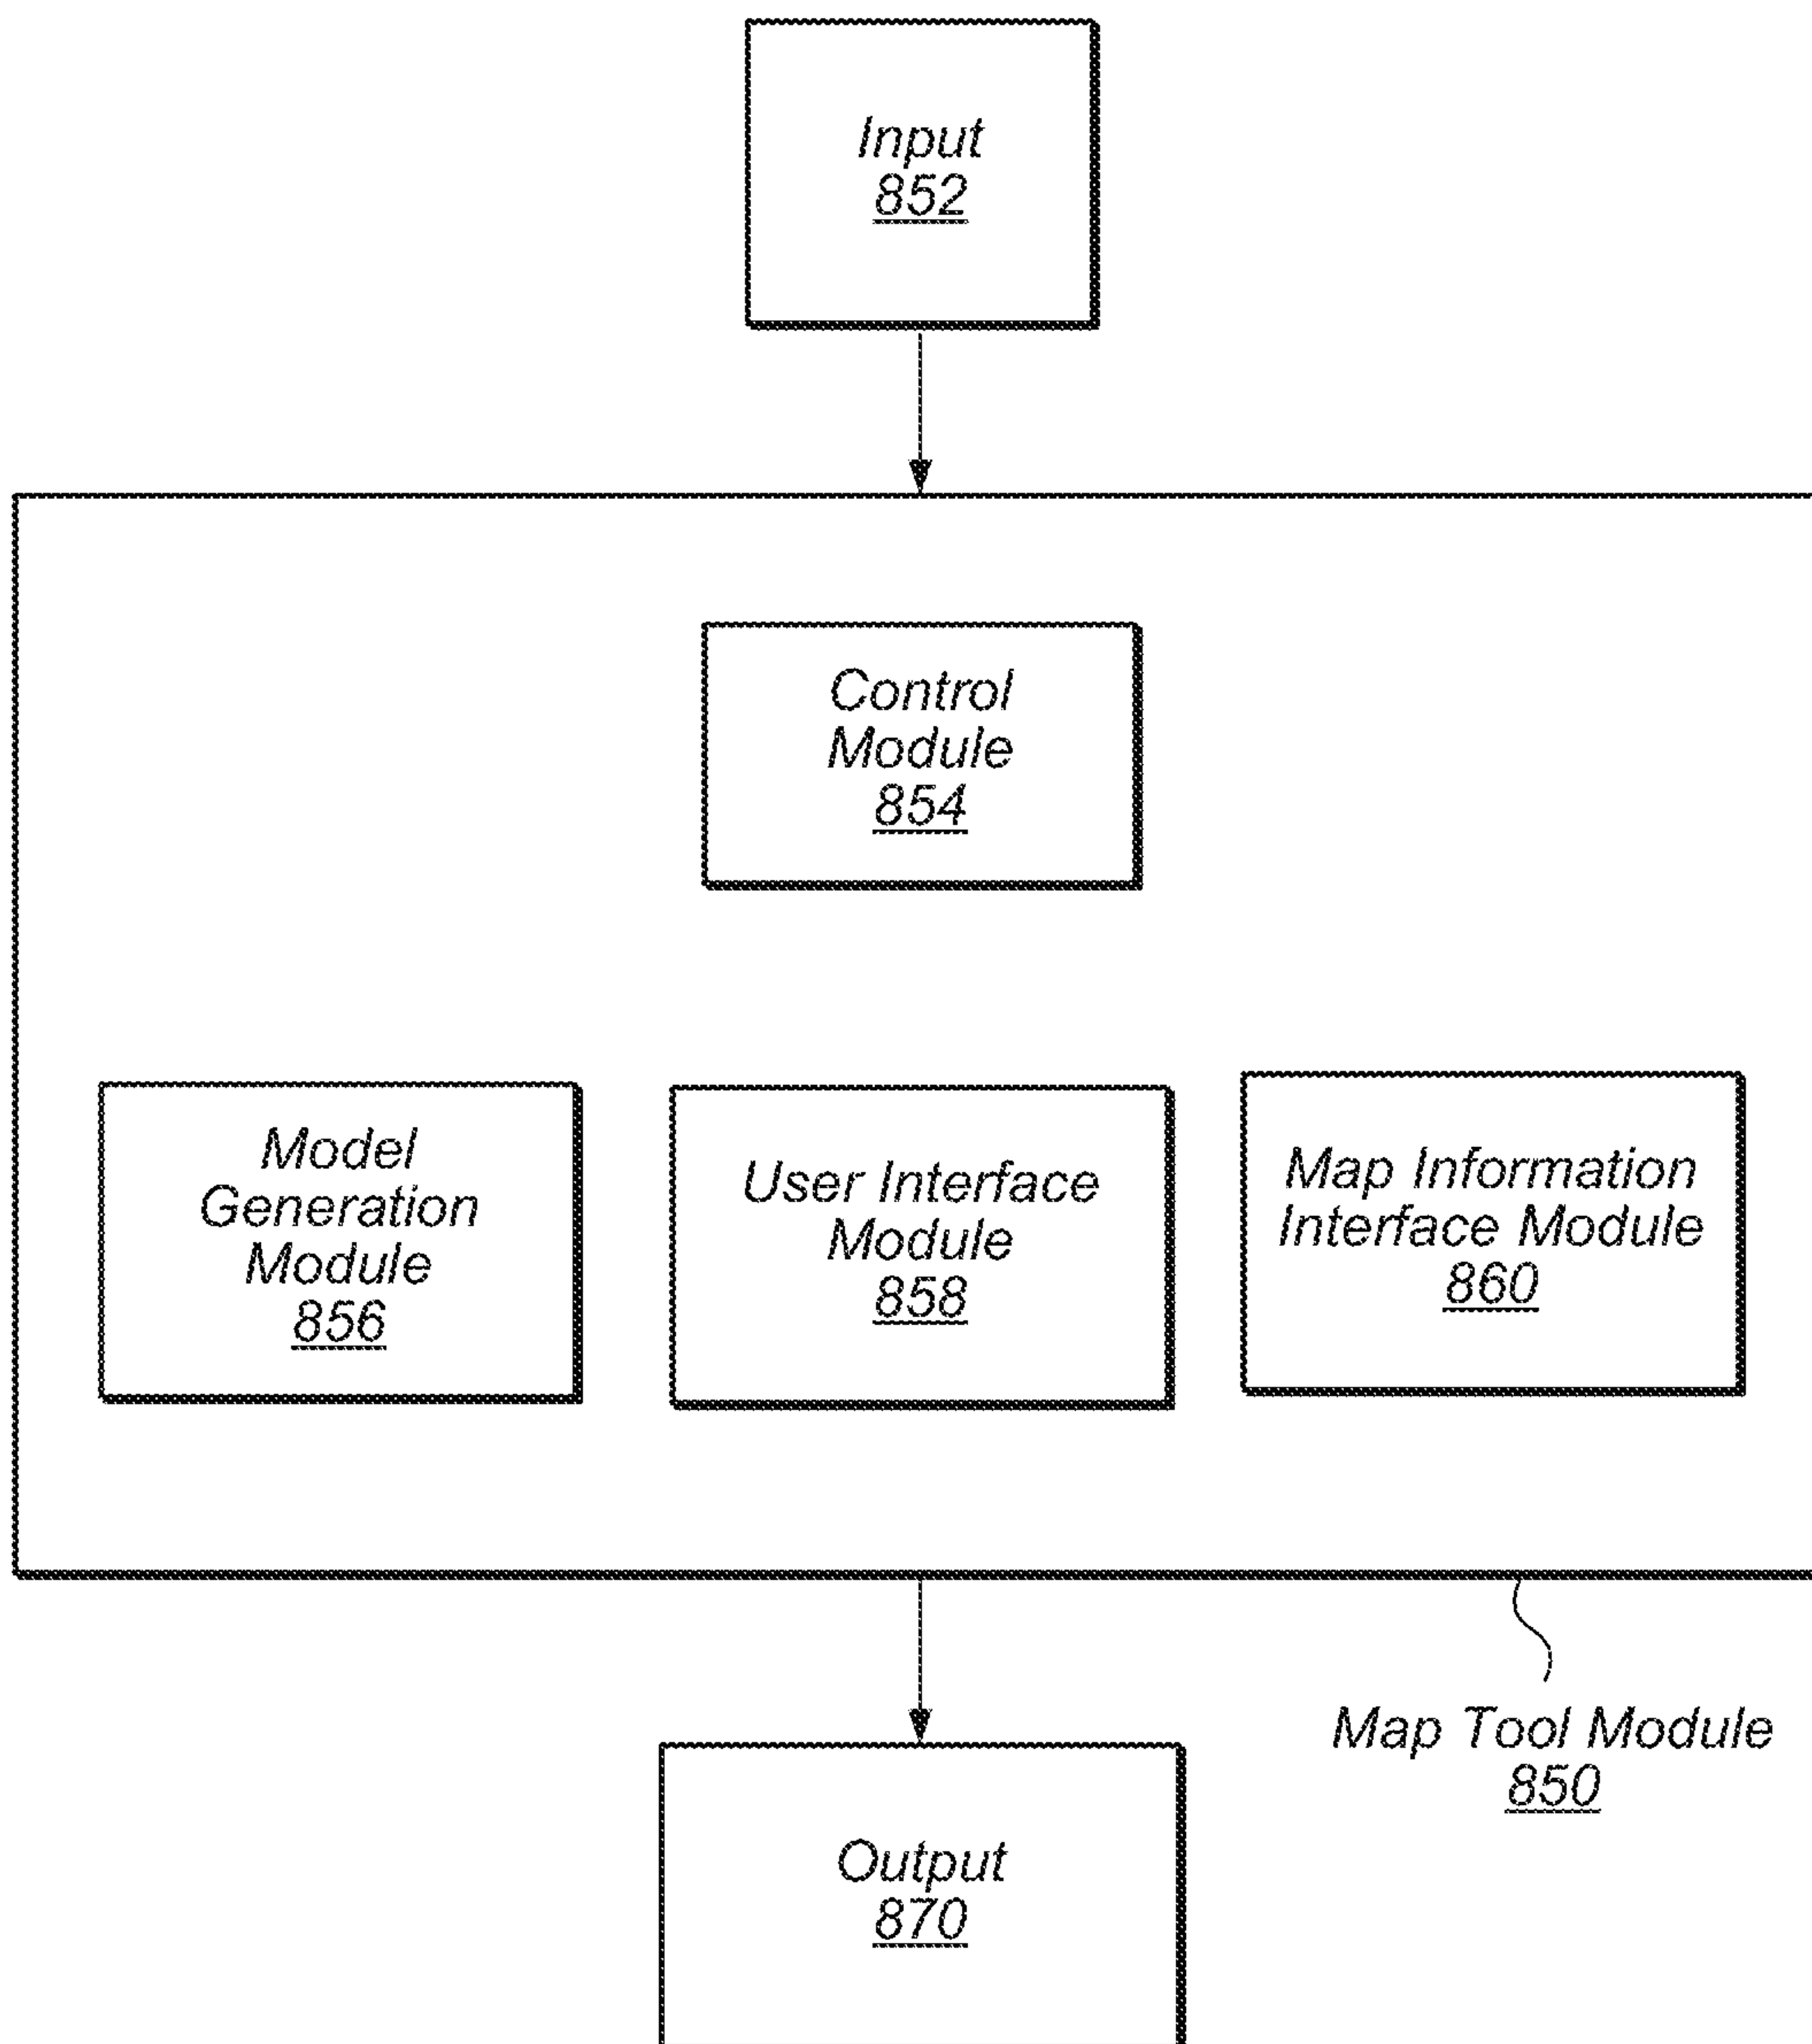 Input
852
Control
Module
854
Model
Generation
Module
856
User Interface
Module
858
Map Information
Interface Module
860
Map Tool Module
850
Output
870